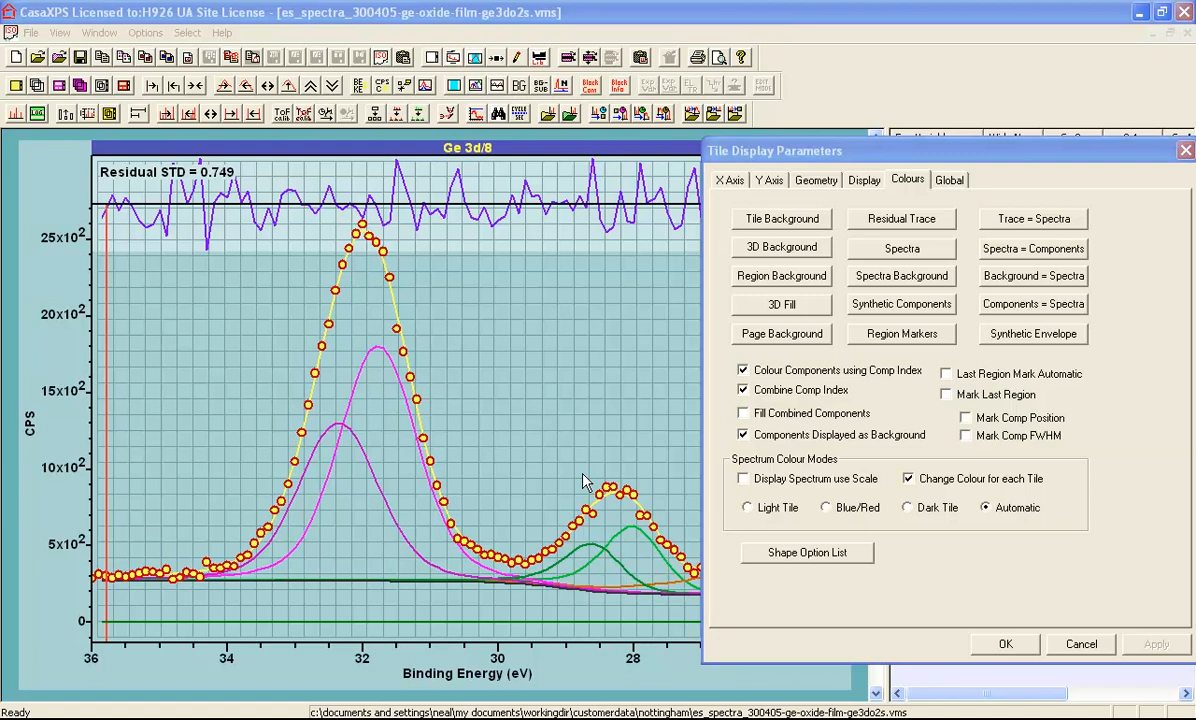 CasaXPS Licensed to:H926 UA Site License - [es_spectra_300405-ge-oxide-film-ge3do2s.vms]
File View Window Options Select Help
Ge 3d/8
Residual STD = 0.749
CPS
25x10²
20x10²
15x10²
10x10²
5x10²
0
36 34 32 30 28
Binding Energy (eV)
Tile Display Parameters
X Axis Y Axis Geometry Display Colours Global
Tile Background Residual Trace Trace = Spectra
3D Background Spectra Spectra = Components
Region Background Spectra Background Background = Spectra
3D Fill Synthetic Components Components = Spectra
Page Background Region Markers Synthetic Envelope
Colour Components using Comp Index Last Region Mark Automatic
Combine Comp Index Mark Last Region
Fill Combined Components Mark Comp Position
Components Displayed as Background Mark Comp FWHM
Spectrum Colour Modes
Display Spectrum use Scale Change Colour for each Tile
Light Tile Blue/Red Dark Tile Automatic
Shape Option List
OK Cancel Apply
Ready c:\documents and settings\neal\my documents\workingdir\customerdata\nottingham\es_spectra_300405-ge-oxide-film-ge3do2s.vms